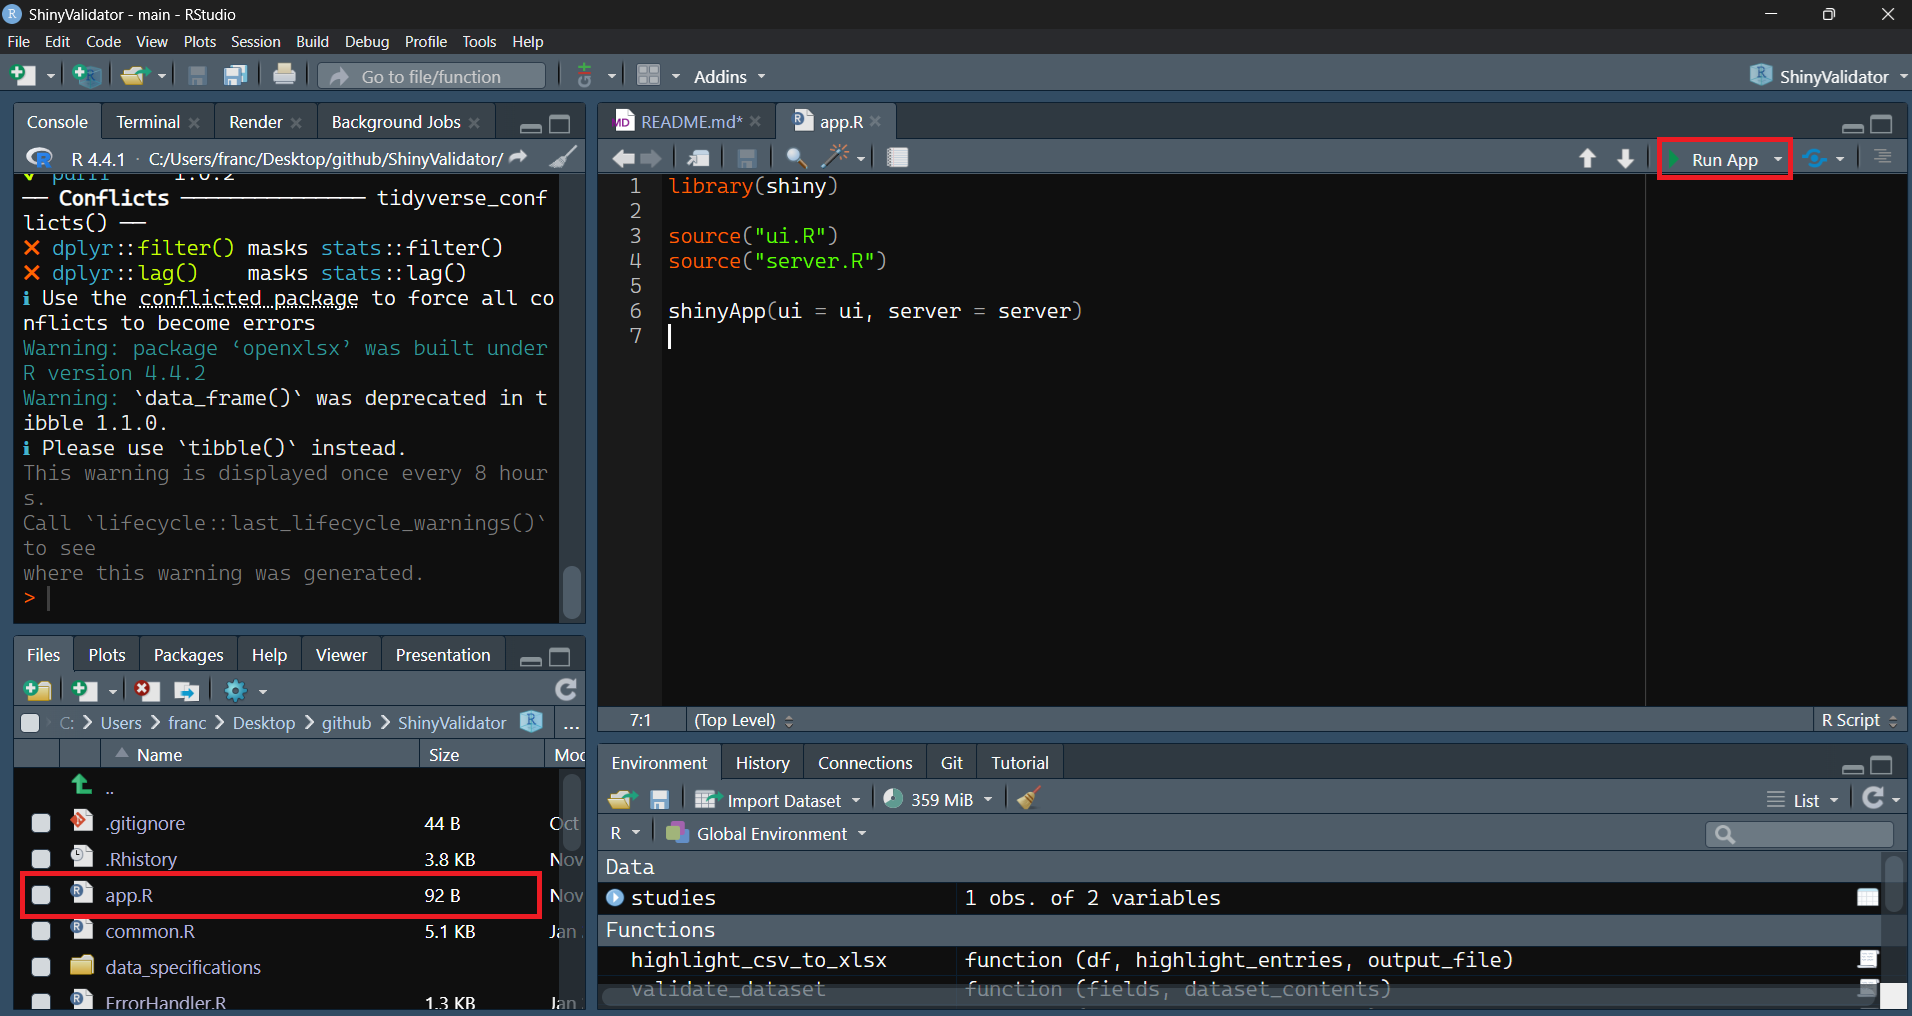 ShinyValidator - main - RStudio
File Edit Code View Plots Session Build Debug Profile Tools Help
Go to file/function Addins ShinyValidator
Console Terminal Render Background Jobs
R 4.4.1 · C:/Users/franc/Desktop/github/ShinyValidator/
✔ purrr 1.0.2
── Conflicts ─────────────── tidyverse_conf
licts() ──
✖ dplyr::filter() masks stats::filter()
✖ dplyr::lag() masks stats::lag()
ℹ Use the conflicted package to force all co
nflicts to become errors
Warning: package ‘openxlsx’ was built under
R version 4.4.2
Warning: `data_frame()` was deprecated in t
ibble 1.1.0.
ℹ Please use `tibble()` instead.
This warning is displayed once every 8 hour
s.
Call `lifecycle::last_lifecycle_warnings()`
to see
where this warning was generated.
>
Files Plots Packages Help Viewer Presentation
C: > Users > franc > Desktop > github > ShinyValidator ...
Name Size Moc
..
.gitignore 44 B Oct
.Rhistory 3.8 KB Nov
app.R 92 B Nov
common.R 5.1 KB Jan
data_specifications
ErrorHandler.R 1.3 KB Jan
README.md* app.R
Run App
1 library(shiny)
2
3 source("ui.R")
4 source("server.R")
5
6 shinyApp(ui = ui, server = server)
7
7:1 (Top Level) R Script
Environment History Connections Git Tutorial
Import Dataset 359 MiB List
R Global Environment
Data
studies 1 obs. of 2 variables
Functions
highlight_csv_to_xlsx function (df, highlight_entries, output_file)
validate_dataset function (fields, dataset_contents)